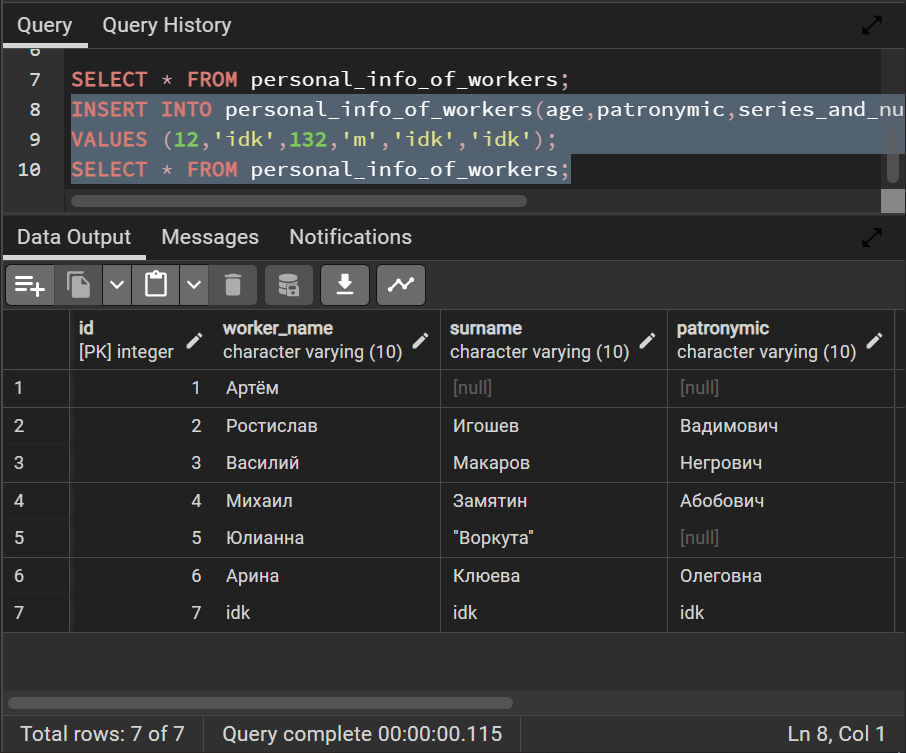 Query Query History
6
7 SELECT * FROM personal_info_of_workers;
8 INSERT INTO personal_info_of_workers(age,patronymic,series_and_nu
9 VALUES (12,'idk',132,'m','idk','idk');
10 SELECT * FROM personal_info_of_workers;
Data Output Messages Notifications
id worker_name surname patronymic
[PK] integer character varying (10) character varying (10) character varying (10)
1 1 Артём [null] [null]
2 2 Ростислав Игошев Вадимович
3 3 Василий Макаров Негрович
4 4 Михаил Замятин Абобович
5 5 Юлианна "Воркута" [null]
6 6 Арина Клюева Олеговна
7 7 idk idk idk
Total rows: 7 of 7 Query complete 00:00:00.115 Ln 8, Col 1